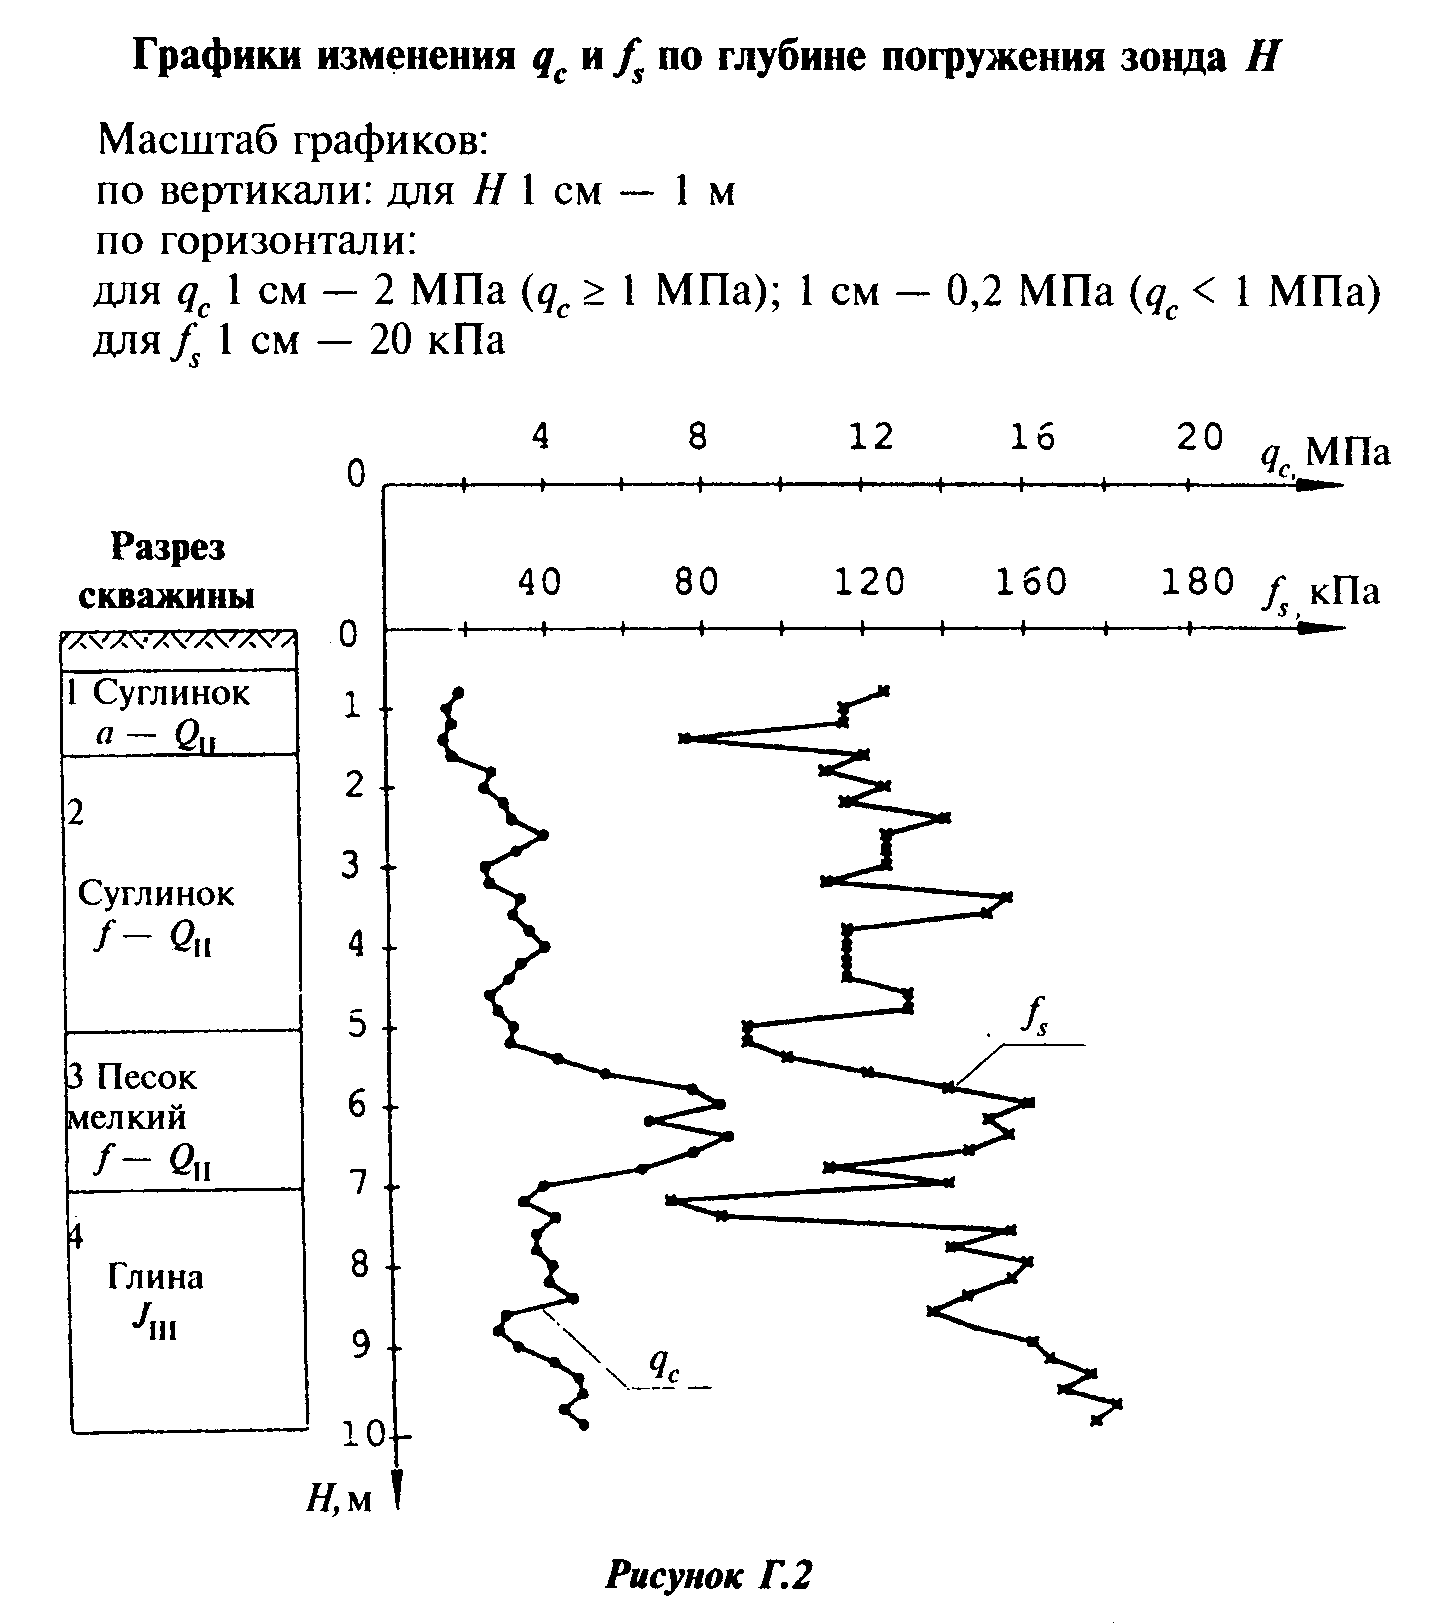 Графики изменения qc и fs по глубине погружения зонда H
Масштаб графиков:
по вертикали: для H 1 см — 1 м
по горизонтали:
для qc 1 см — 2 МПа (qc ≥ 1 МПа); 1 см — 0,2 МПа (qc < 1 МПа)
для fs 1 см — 20 кПа
4 8 12 16 20 qc, МПа
0
Разрез
скважины
40 80 120 160 180 fs, кПа
0
1 Суглинок
a — QII
1
2
2
Суглинок
f — QII
3
4
5
fs
3 Песок
мелкий
f — QII
6
7
4
Глина
JIII
8
9
qc
10
H, м
Рисунок Г.2